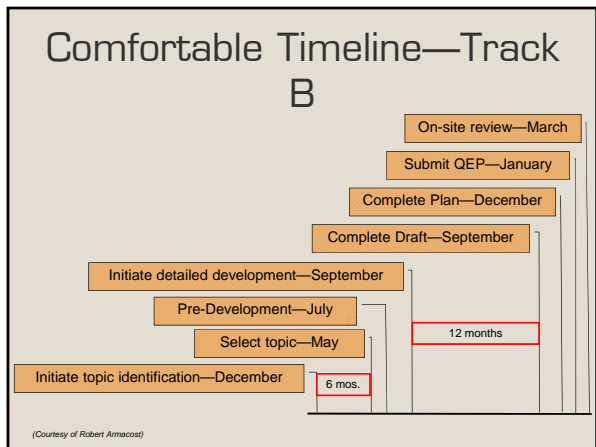 Comfortable Timeline—Track
B
On-site review—March
Submit QEP—January
Complete Plan—December
Complete Draft—September
Initiate detailed development—September
Pre-Development—July
12 months
Select topic—May
Initiate topic identification—December
6 mos.
(Courtesy of Robert Armacost)